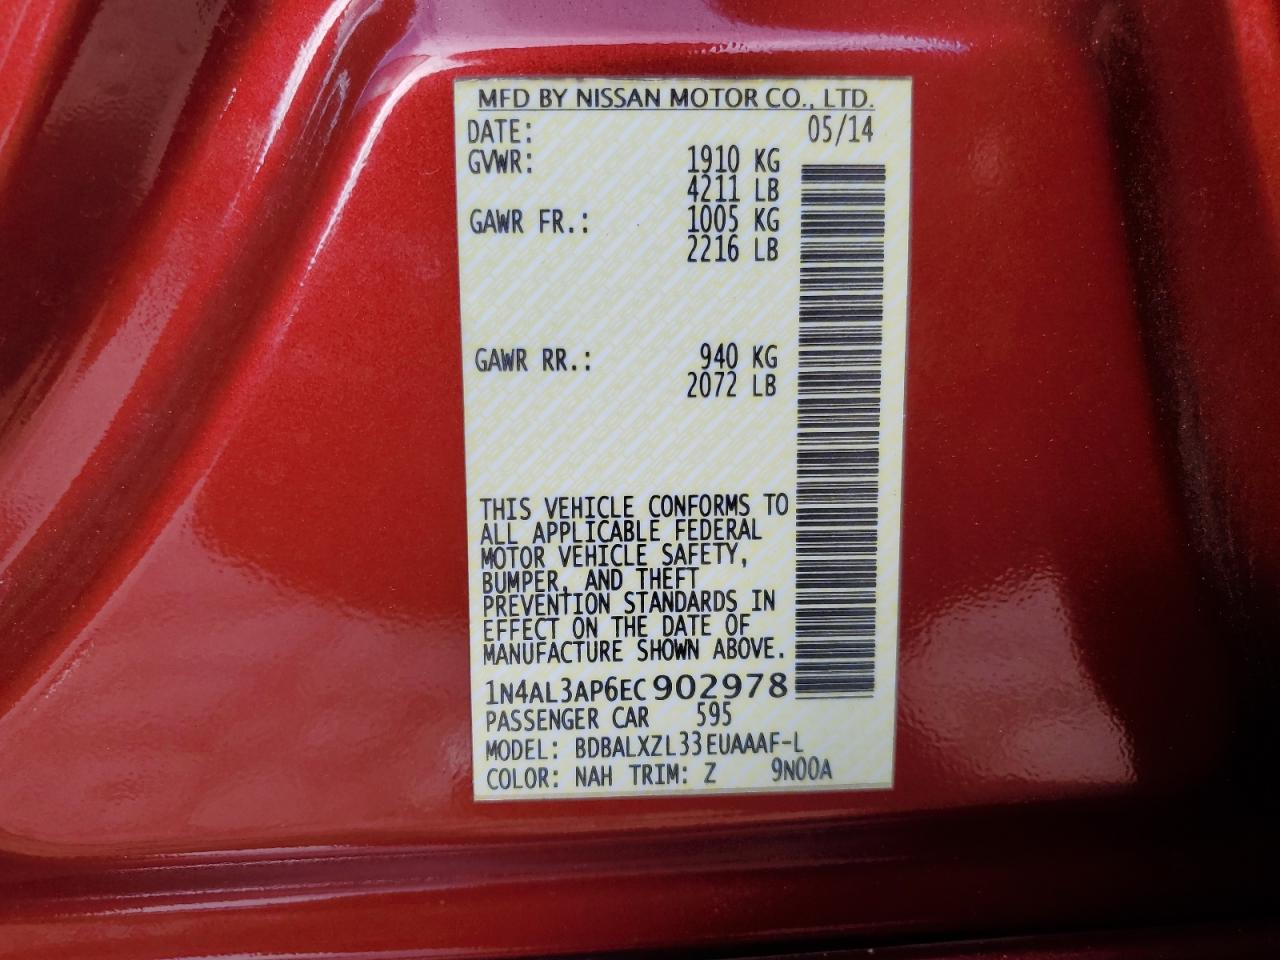 MFD BY NISSAN MOTOR CO., LTD.
DATE: 05/14
GVWR: 1910 KG
4211 LB
GAWR FR.: 1005 KG
2216 LB
GAWR RR.: 940 KG
2072 LB
THIS VEHICLE CONFORMS TO
ALL APPLICABLE FEDERAL
MOTOR VEHICLE SAFETY,
BUMPER, AND THEFT
PREVENTION STANDARDS IN
EFFECT ON THE DATE OF
MANUFACTURE SHOWN ABOVE.
1N4AL3AP6EC902978
PASSENGER CAR 595
MODEL: BDBALXZL33EUAAAF-L
COLOR: NAH TRIM: Z 9N00A